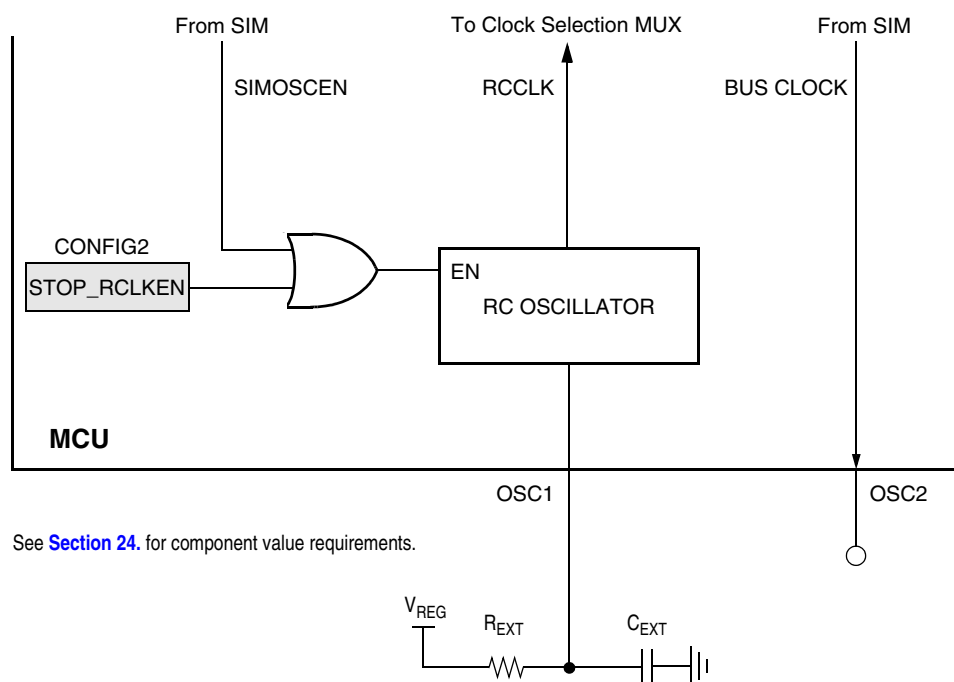 From SIM
To Clock Selection MUX
From SIM
SIMOSCEN
RCCLK
BUS CLOCK
CONFIG2
STOP_RCLKEN
EN
RC OSCILLATOR
MCU
OSC1
OSC2
See Section 24. for component value requirements.
VREG
REXT
CEXT